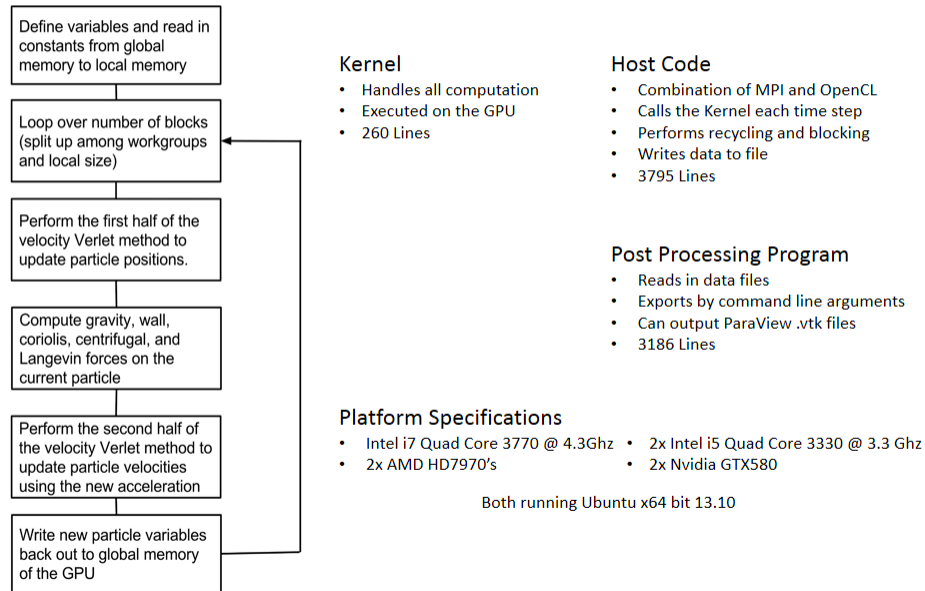 Define variables and read in
constants from global
memory to local memory
Loop over number of blocks
(split up among workgroups
and local size)
Perform the first half of the
velocity Verlet method to
update particle positions.
Compute gravity, wall,
coriolis, centrifugal, and
Langevin forces on the
current particle
Perform the second half of
the velocity Verlet method to
update particle velocities
using the new acceleration
Write new particle variables
back out to global memory
of the GPU
Kernel
• Handles all computation
• Executed on the GPU
• 260 Lines
Host Code
• Combination of MPI and OpenCL
• Calls the Kernel each time step
• Performs recycling and blocking
• Writes data to file
• 3795 Lines
Post Processing Program
• Reads in data files
• Exports by command line arguments
• Can output ParaView .vtk files
• 3186 Lines
Platform Specifications
• Intel i7 Quad Core 3770 @ 4.3Ghz
• 2x AMD HD7970's
• 2x Intel i5 Quad Core 3330 @ 3.3 Ghz
• 2x Nvidia GTX580
Both running Ubuntu x64 bit 13.10